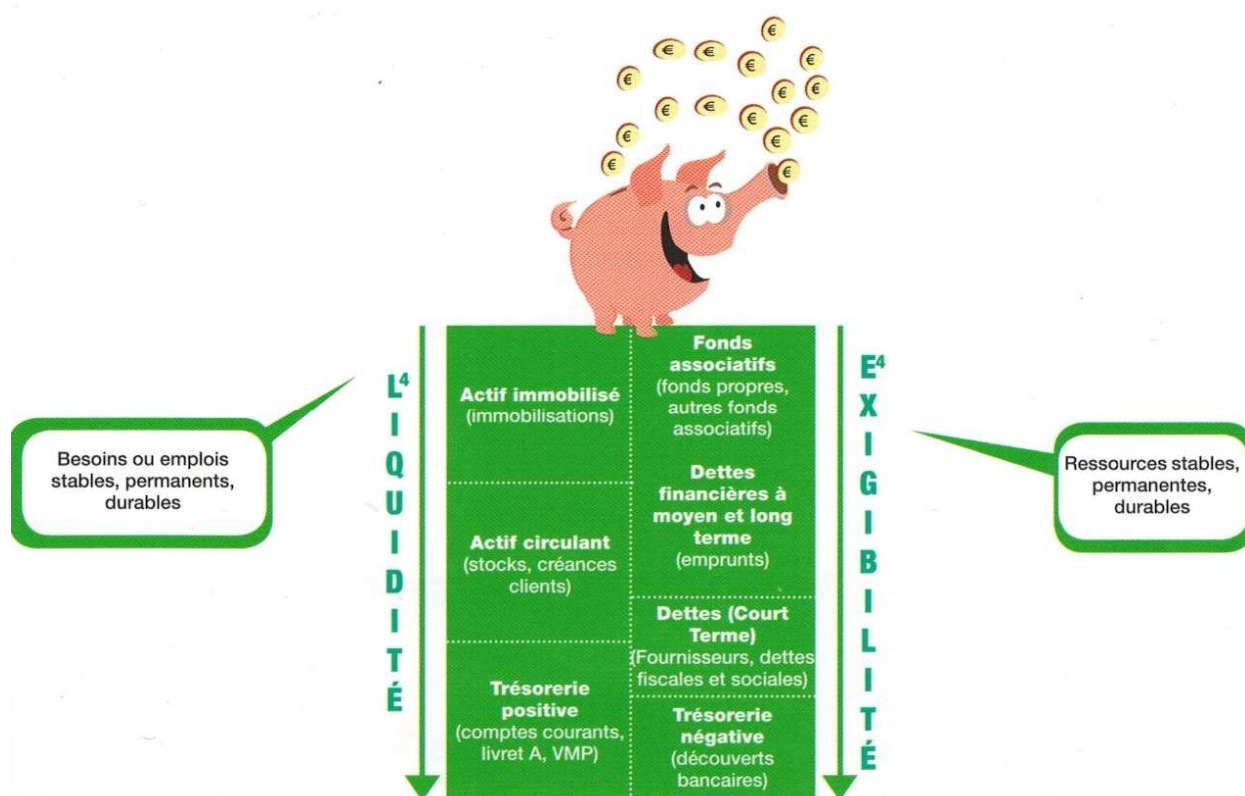 € € € € € € € € € € € € € € € € €
Besoins ou emplois
stables, permanents,
durables
L⁴
I
Q
U
I
D
I
T
É
Actif immobilisé
(immobilisations)
Actif circulant
(stocks, créances
clients)
Trésorerie
positive
(comptes courants,
livret A, VMP)
Fonds
associatifs
(fonds propres,
autres fonds
associatifs)
Dettes
financières à
moyen et long
terme
(emprunts)
Dettes (Court
Terme)
(Fournisseurs, dettes
fiscales et sociales)
Trésorerie
négative
(découverts
bancaires)
E⁴
X
I
G
I
B
I
L
I
T
É
Ressources stables,
permanentes,
durables